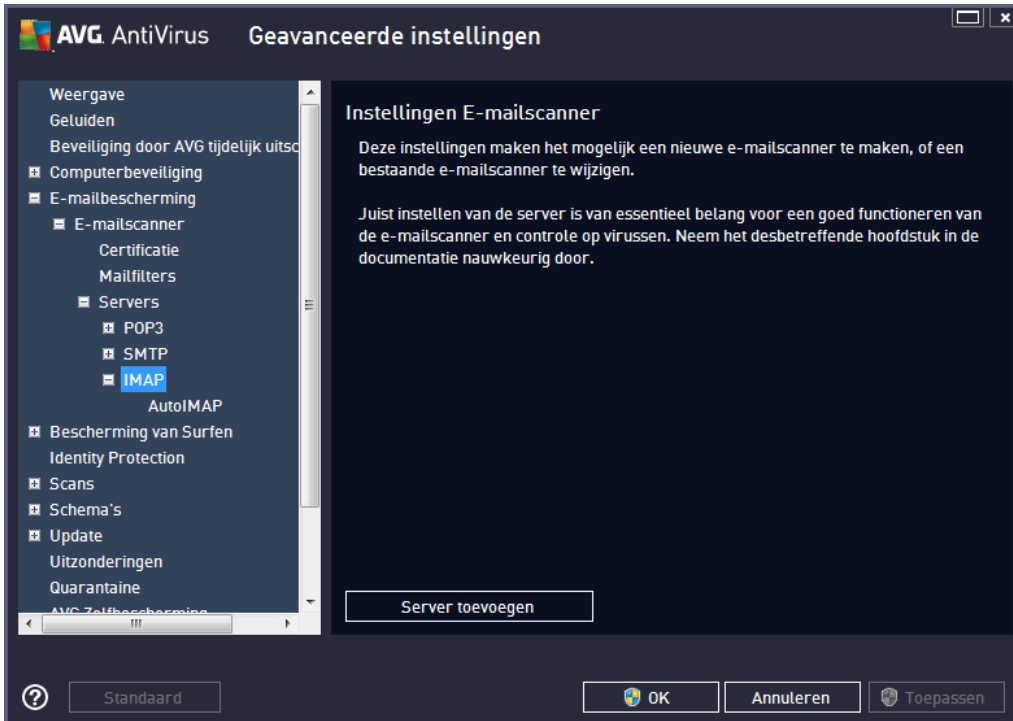 AVG. AntiVirus Geavanceerde instellingen
Weergave
Geluiden
Beveiliging door AVG tijdelijk uitsc
Computerbeveiliging
E-mailbescherming
E-mailscanner
Certificatie
Mailfilters
Servers
POP3
SMTP
IMAP
AutoIMAP
Bescherming van Surfen
Identity Protection
Scans
Schema's
Update
Uitzonderingen
Quarantaine
AVG Zelfbescherming
Instellingen E-mailscanner
Deze instellingen maken het mogelijk een nieuwe e-mailscanner te maken, of een
bestaande e-mailscanner te wijzigen.
Juist instellen van de server is van essentieel belang voor een goed functioneren van
de e-mailscanner en controle op virussen. Neem het desbetreffende hoofdstuk in de
documentatie nauwkeurig door.
Server toevoegen
Standaard
OK
Annuleren
Toepassen